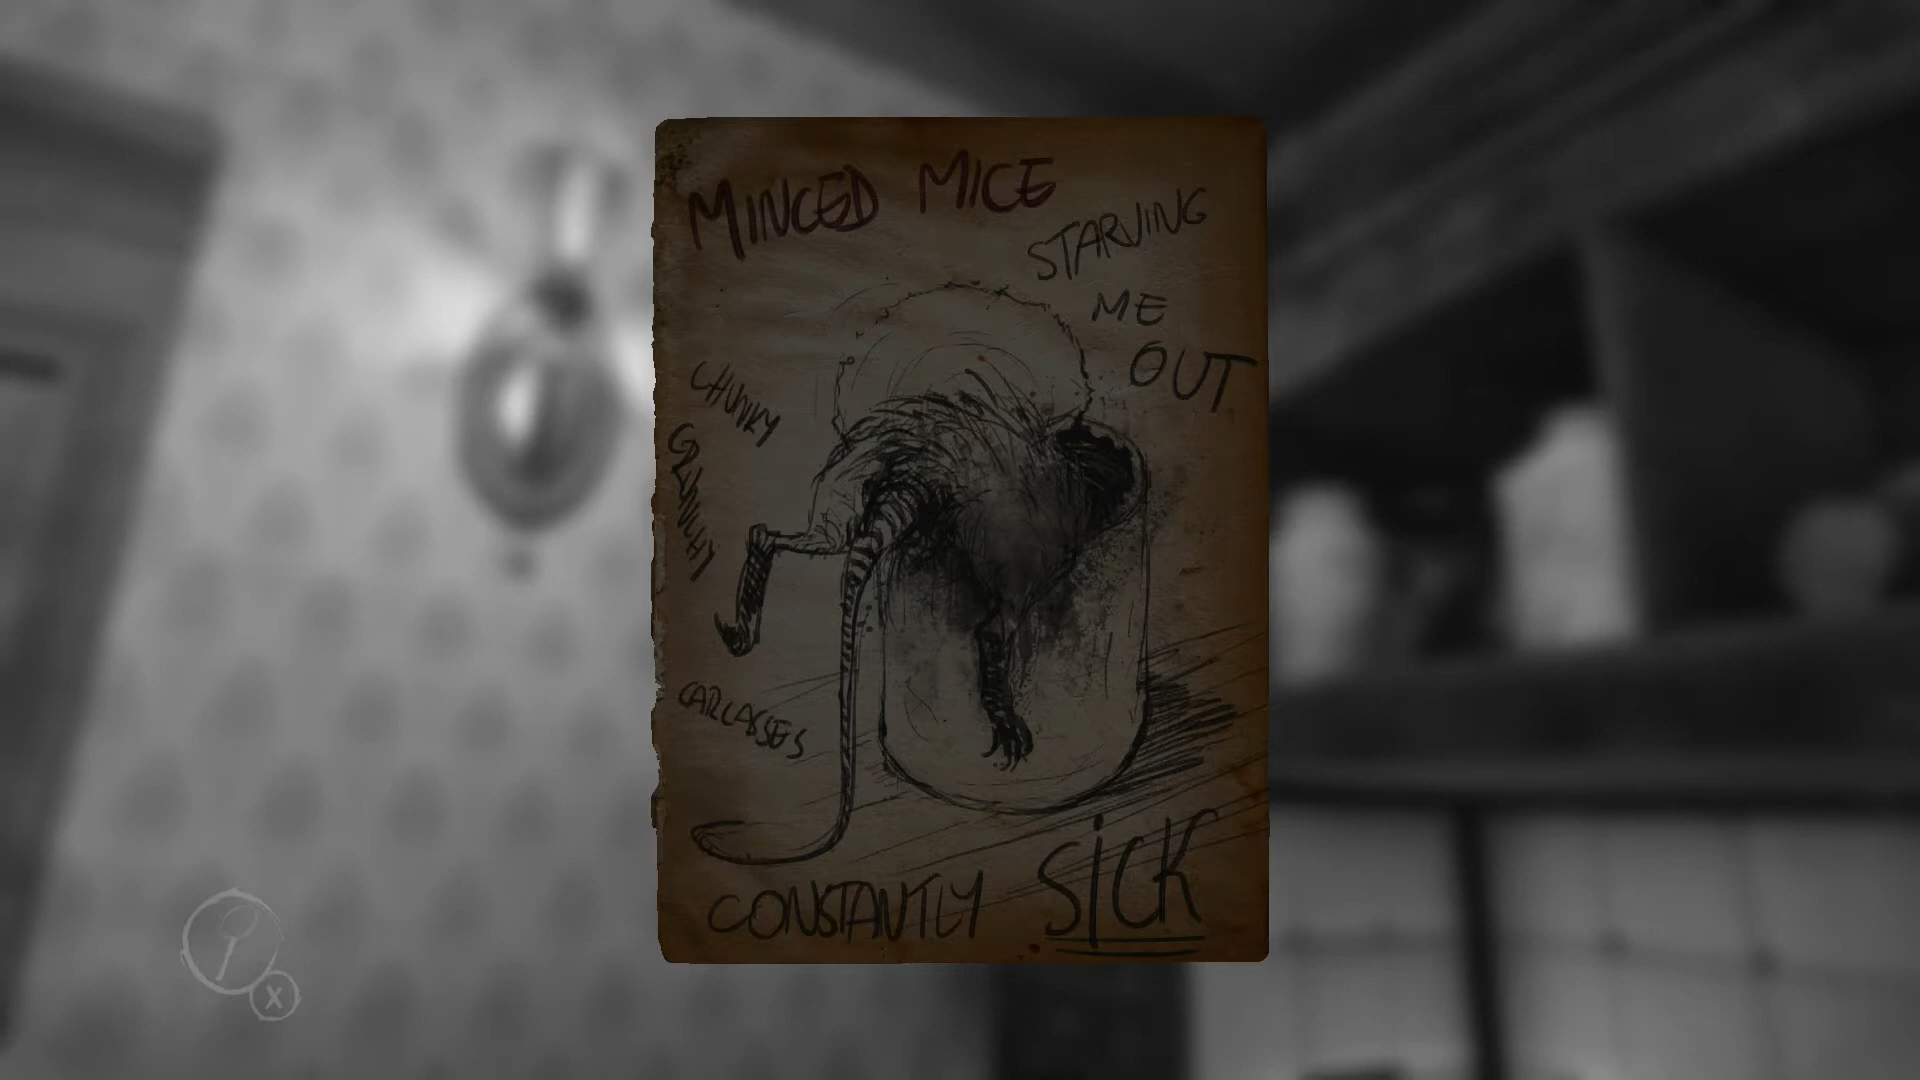 MINCED MICE
STARVING
ME
OUT
CHUNKY
CRUNCHY
CARCASSES
CONSTANTLY SiCK
X